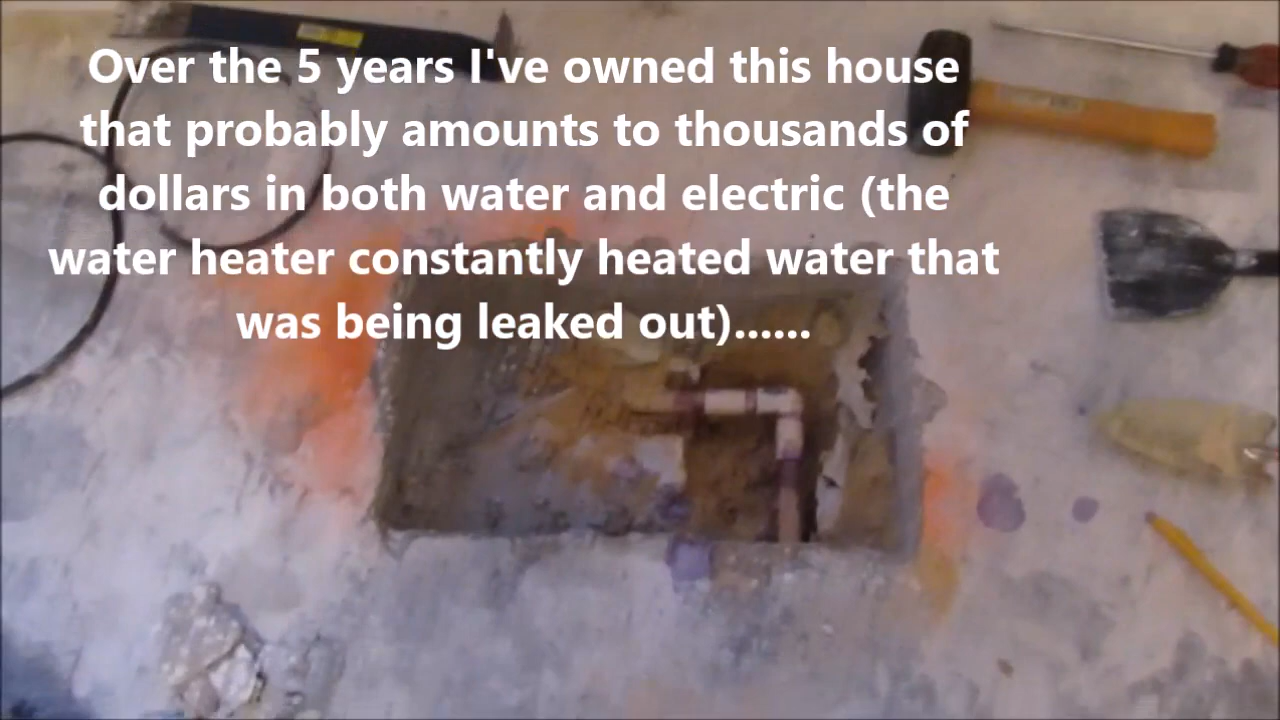 Over the 5 years I've owned this house
that probably amounts to thousands of
dollars in both water and electric (the
water heater constantly heated water that
was being leaked out)......